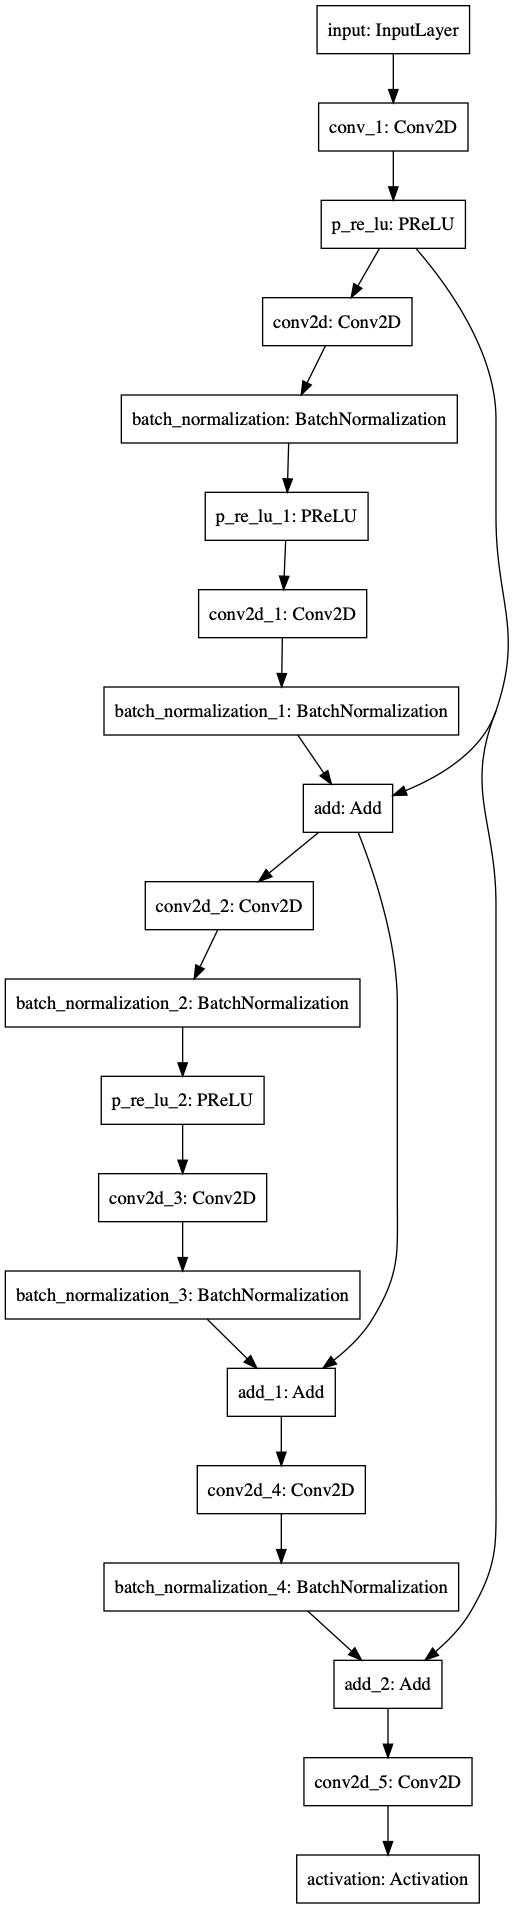 input: InputLayer
conv_1: Conv2D
p_re_lu: PReLU
conv2d: Conv2D
batch_normalization: BatchNormalization
p_re_lu_1: PReLU
conv2d_1: Conv2D
batch_normalization_1: BatchNormalization
add: Add
conv2d_2: Conv2D
batch_normalization_2: BatchNormalization
p_re_lu_2: PReLU
conv2d_3: Conv2D
batch_normalization_3: BatchNormalization
add_1: Add
conv2d_4: Conv2D
batch_normalization_4: BatchNormalization
add_2: Add
conv2d_5: Conv2D
activation: Activation